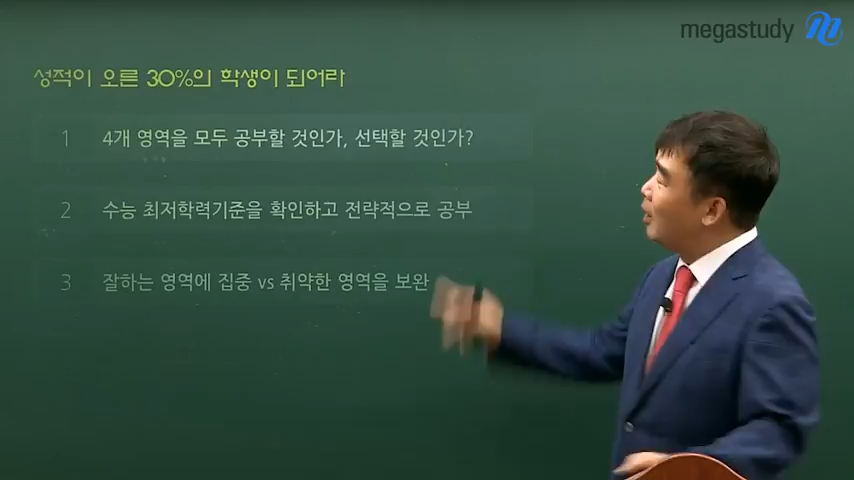 megastudy
성적이 오른 30%의 학생이 되어라
1 4개 영역을 모두 공부할 것인가, 선택할 것인가?
2 수능 최저학력기준을 확인하고 전략적으로 공부
3 잘하는 영역에 집중 vs 취약한 영역을 보완